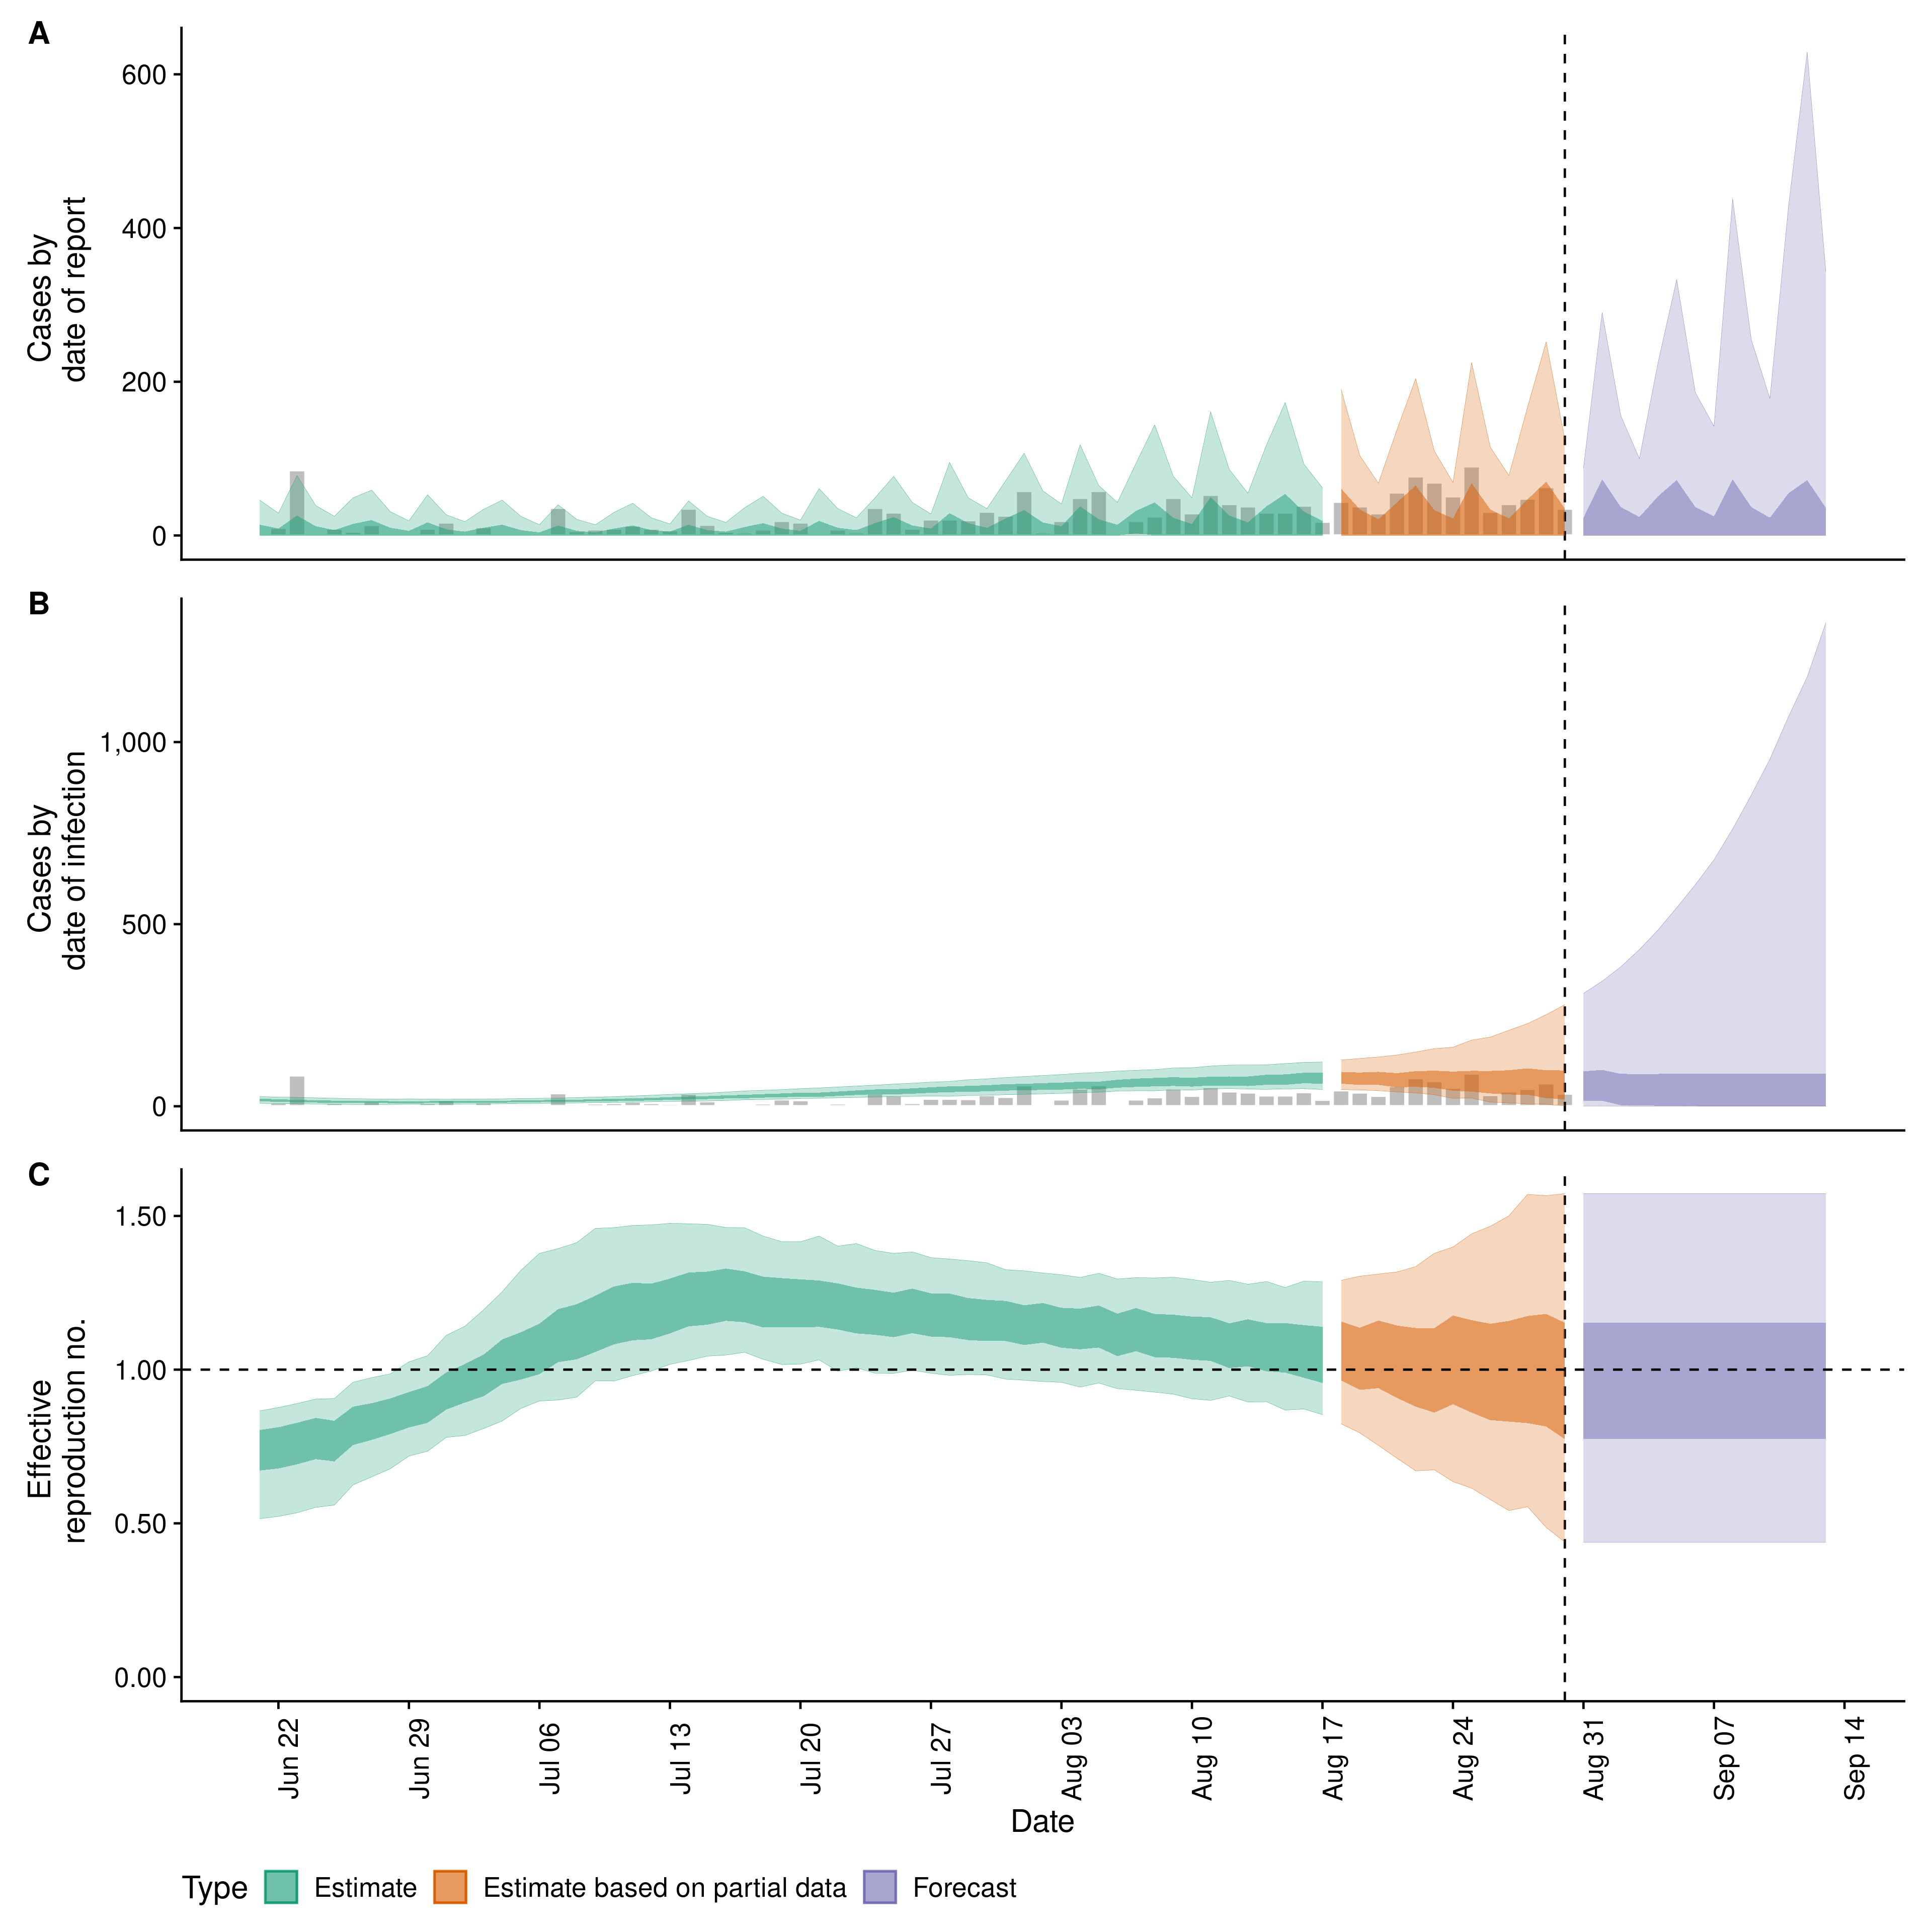 A
Cases by
date of report
600
400
200
0
B
Cases by
date of infection
1,000
500
0
C
Effective
reproduction no.
1.50
1.00
0.50
0.00
Jun 22
Jun 29
Jul 06
Jul 13
Jul 20
Jul 27
Aug 03
Aug 10
Aug 17
Aug 24
Aug 31
Sep 07
Sep 14
Date
Type Estimate Estimate based on partial data Forecast